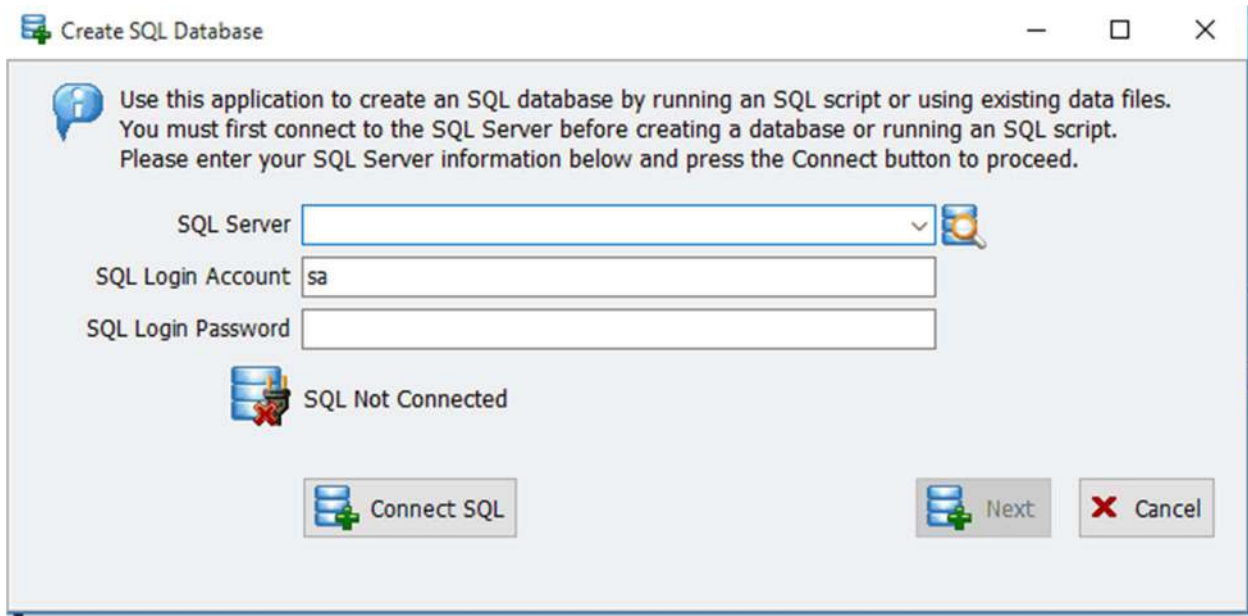 Create SQL Database
Use this application to create an SQL database by running an SQL script or using existing data files.
You must first connect to the SQL Server before creating a database or running an SQL script.
Please enter your SQL Server information below and press the Connect button to proceed.
SQL Server
SQL Login Account sa
SQL Login Password
SQL Not Connected
Connect SQL Next Cancel